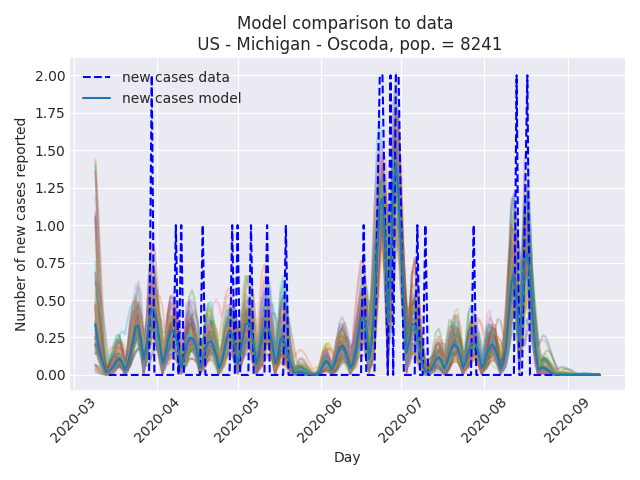 Model comparison to data
US - Michigan - Oscoda, pop. = 8241
new cases data
new cases model
Number of new cases reported
2.00
1.75
1.50
1.25
1.00
0.75
0.50
0.25
0.00
2020-03
2020-04
2020-05
2020-06
2020-07
2020-08
2020-09
Day